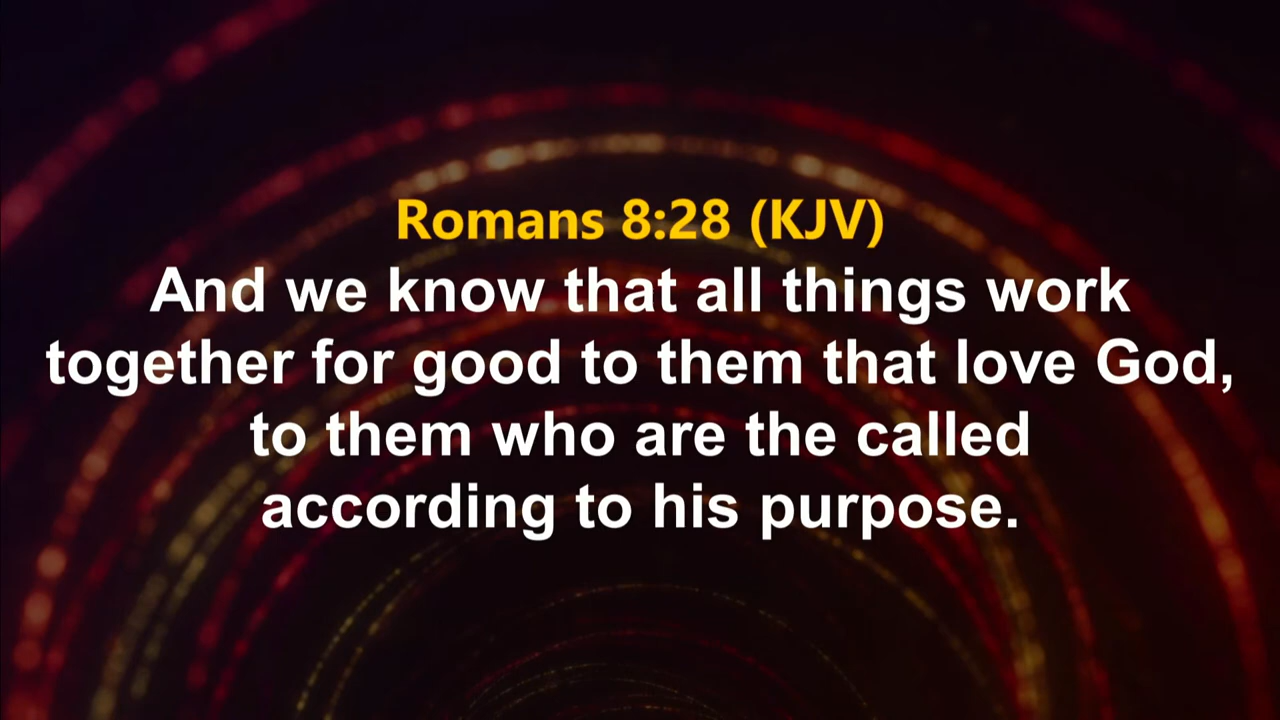 Romans 8:28 (KJV)
And we know that all things work
together for good to them that love God,
to them who are the called
according to his purpose.